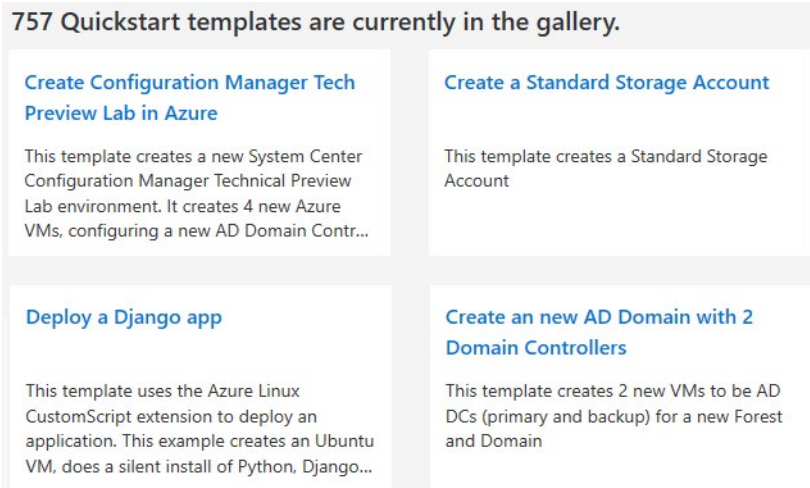 757 Quickstart templates are currently in the gallery.
Create Configuration Manager Tech
Preview Lab in Azure
This template creates a new System Center
Configuration Manager Technical Preview
Lab environment. It creates 4 new Azure
VMs, configuring a new AD Domain Contr...
Create a Standard Storage Account
This template creates a Standard Storage
Account
Deploy a Django app
This template uses the Azure Linux
CustomScript extension to deploy an
application. This example creates an Ubuntu
VM, does a silent install of Python, Django...
Create an new AD Domain with 2
Domain Controllers
This template creates 2 new VMs to be AD
DCs (primary and backup) for a new Forest
and Domain